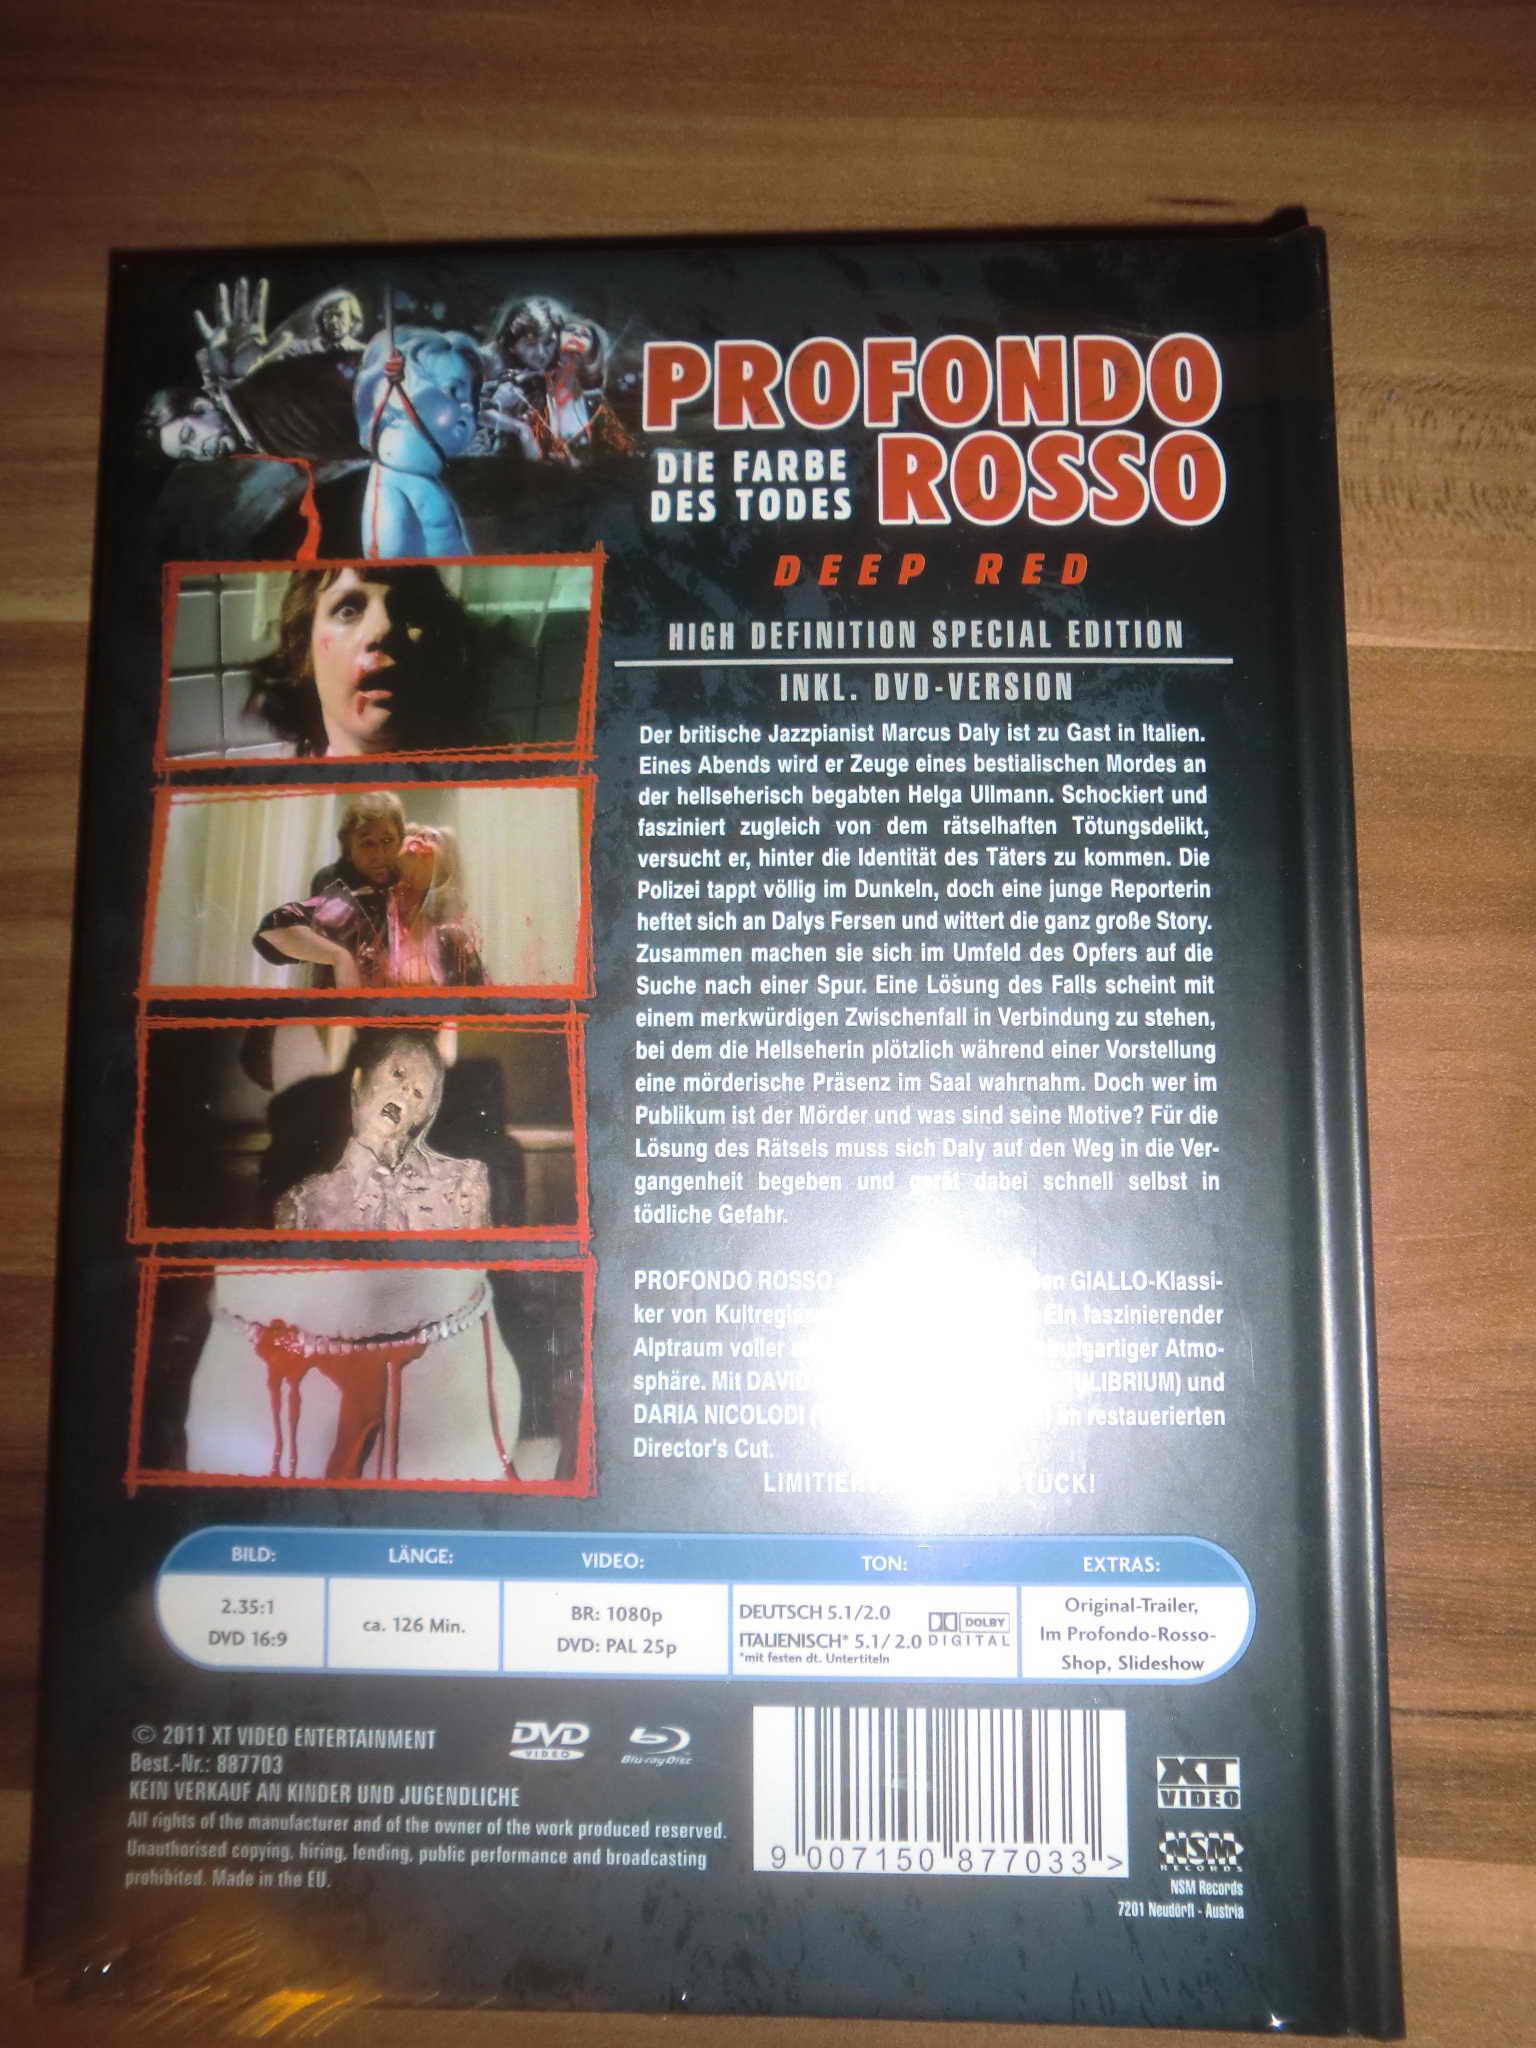 PROFONDO
DIE FARBE
DES TODES
ROSSO
DEEP RED
HIGH DEFINITION SPECIAL EDITION
INKL. DVD-VERSION
Der britische Jazzpianist Marcus Daly ist zu Gast in Italien.
Eines Abends wird er Zeuge eines bestialischen Mordes an
der hellseherisch begabten Helga Ullmann. Schockiert und
fasziniert zugleich von dem rätselhaften Tötungsdelikt,
versucht er, hinter die Identität des Täters zu kommen. Die
Polizei tappt völlig im Dunkeln, doch eine junge Reporterin
heftet sich an Dalys Fersen und wittert die ganz große Story.
Zusammen machen sie sich im Umfeld des Opfers auf die
Suche nach einer Spur. Eine Lösung des Falls scheint mit
einem merkwürdigen Zwischenfall in Verbindung zu stehen,
bei dem die Hellseherin plötzlich während einer Vorstellung
eine mörderische Präsenz im Saal wahrnahm. Doch wer im
Publikum ist der Mörder und was sind seine Motive? Für die
Lösung des Rätsels muss sich Daly auf den Weg in die Ver-
gangenheit begeben und gerät dabei schnell selbst in
tödliche Gefahr.
PROFONDO ROSSO GIALLO-Klassi-
ker von Ein faszinierender
Alptraum voller Atmo-
sphäre. Mit DAVID und
DARIA NICOLODI im restaurierten
Director's Cut.
LIMITIERT STÜCK!
BILD: LÄNGE: VIDEO: TON: EXTRAS:
2.35:1
DVD 16:9
ca. 126 Min.
BR: 1080p
DVD: PAL 25p
DEUTSCH 5.1/2.0
ITALIENISCH* 5.1/ 2.0
*mit festen dt. Untertiteln
DOLBY
DIGITAL
Original-Trailer,
Im Profondo-Rosso-
Shop, Slideshow
© 2011 XT VIDEO ENTERTAINMENT
Best.-Nr.: 887703
KEIN VERKAUF AN KINDER UND JUGENDLICHE
All rights of the manufacturer and of the owner of the work produced reserved.
Unauthorised copying, hiring, lending, public performance and broadcasting
prohibited. Made in the EU.
DVD
VIDEO
Blu-ray Disc
9 007150 877033 >
XT
VIDEO
NSM
RECORDS
NSM Records
7201 Neudörfl - Austria